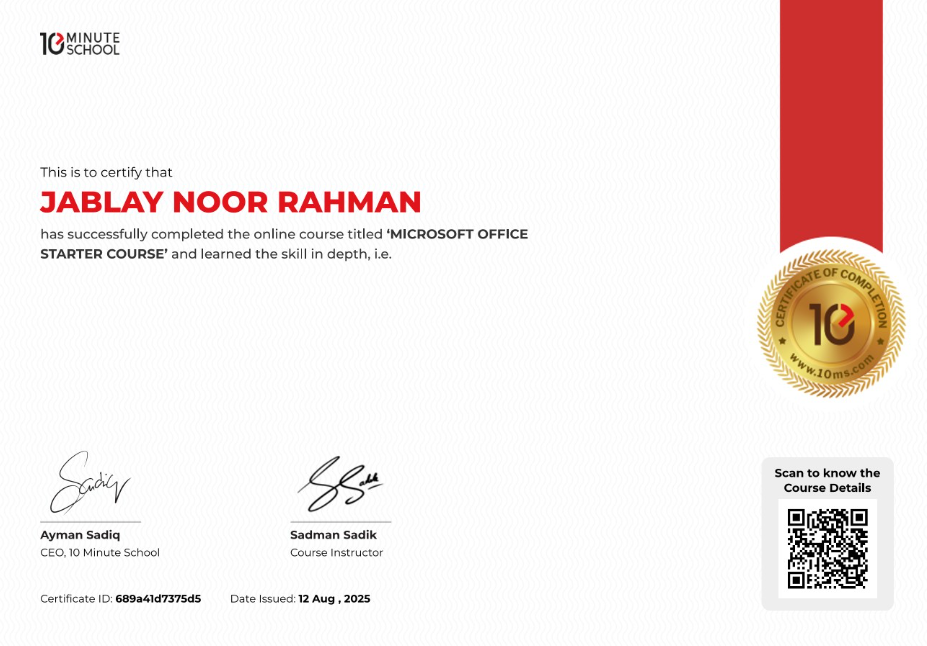 10 MINUTE
SCHOOL
This is to certify that
JABLAY NOOR RAHMAN
has successfully completed the online course titled ‘MICROSOFT OFFICE
STARTER COURSE’ and learned the skill in depth, i.e.
CERTIFICATE OF COMPLETION
10
www.10ms.com
Sadiq
Ayman Sadiq
CEO, 10 Minute School
Sadman Sadik
Course Instructor
Scan to know the
Course Details
Certificate ID: 689a41d7375d5
Date Issued: 12 Aug , 2025